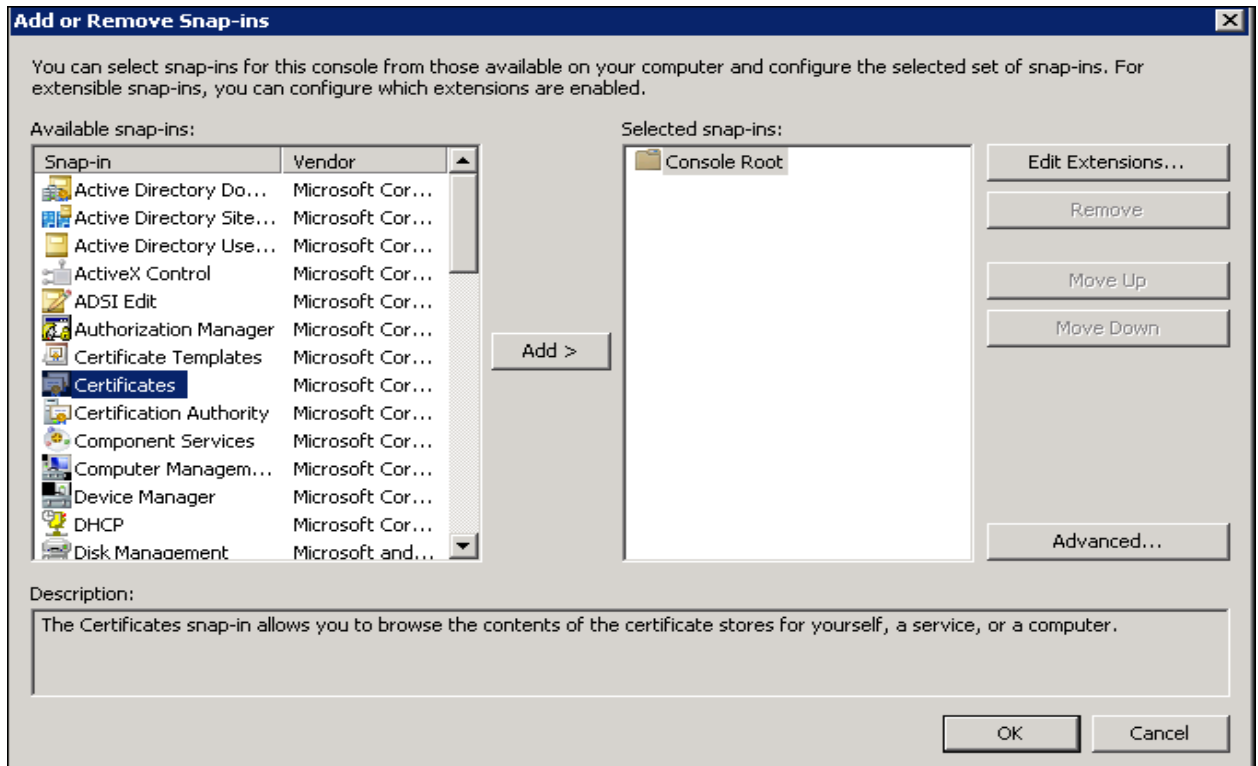 Add or Remove Snap-ins
You can select snap-ins for this console from those available on your computer and configure the selected set of snap-ins. For
extensible snap-ins, you can configure which extensions are enabled.
Available snap-ins:
Snap-in Vendor
Active Directory Do... Microsoft Cor...
Active Directory Site... Microsoft Cor...
Active Directory Use... Microsoft Cor...
ActiveX Control Microsoft Cor...
ADSI Edit Microsoft Cor...
Authorization Manager Microsoft Cor...
Certificate Templates Microsoft Cor...
Certificates Microsoft Cor...
Certification Authority Microsoft Cor...
Component Services Microsoft Cor...
Computer Managem... Microsoft Cor...
Device Manager Microsoft Cor...
DHCP Microsoft Cor...
Disk Management Microsoft and...
Add >
Selected snap-ins:
Console Root
Edit Extensions...
Remove
Move Up
Move Down
Advanced...
Description:
The Certificates snap-in allows you to browse the contents of the certificate stores for yourself, a service, or a computer.
OK
Cancel